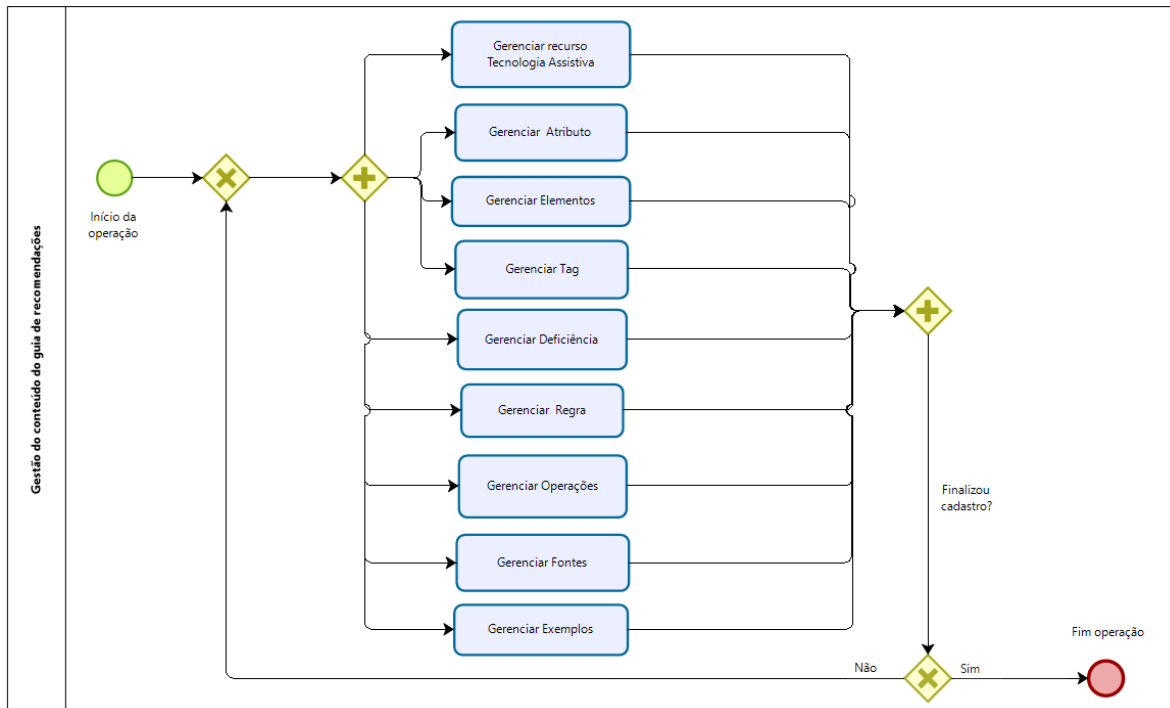 Gestão do conteúdo do guia de recomendações
Início da
operação
Gerenciar recurso
Tecnologia Assistiva
Gerenciar Atributo
Gerenciar Elementos
Gerenciar Tag
Gerenciar Deficiência
Gerenciar Regra
Gerenciar Operações
Gerenciar Fontes
Gerenciar Exemplos
Finalizou
cadastro?
Não
Sim
Fim operação